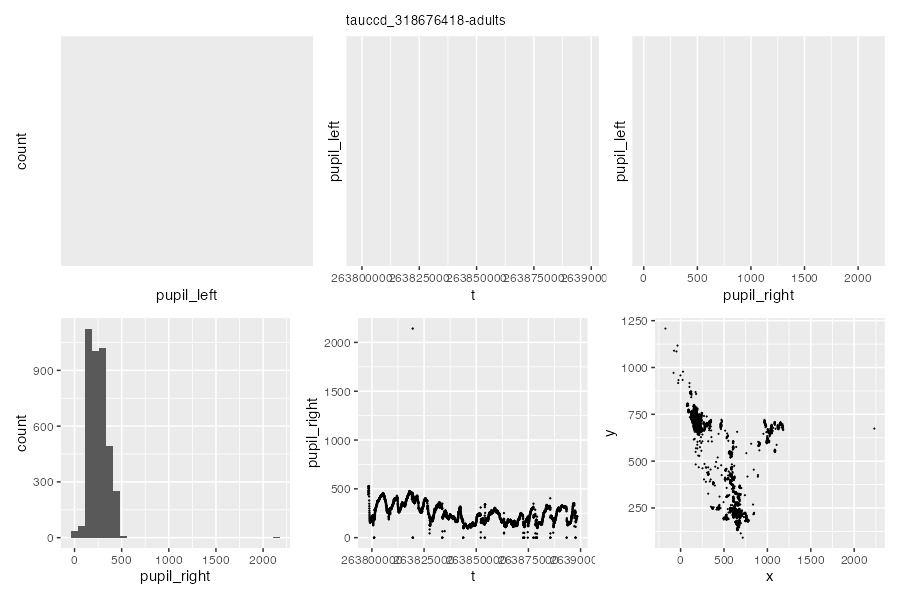 tauccd_318676418-adults
count
pupil_left
pupil_left
263800000 263825000 263850000 263875000 2639000
t
pupil_left
0 500 1000 1500 2000
pupil_right
count
900
600
300
0
0 500 1000 1500 2000
pupil_right
pupil_right
2000
1500
1000
500
0
263800000 263825000 263850000 263875000 263900
t
y
1250
1000
750
500
250
0 500 1000 1500 2000
x